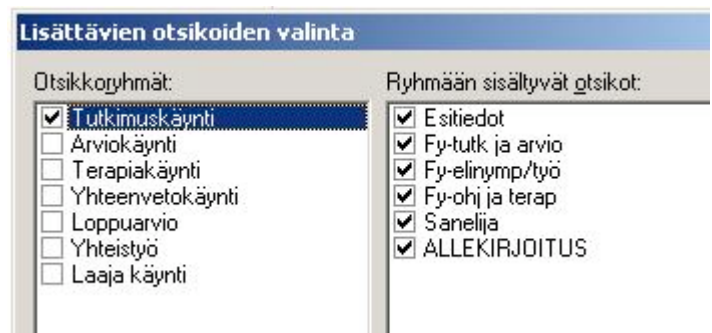 Lisättävien otsikoiden valinta
Otsikkoryhmät:
Tutkimuskäynti
Arviokäynti
Terapiakäynti
Yhteenvetokäynti
Loppuarvio
Yhteistyö
Laaja käynti
Ryhmään sisältyvät otsikot:
Esitiedot
Fy-tutk ja arvio
Fy-elinymp/työ
Fy-ohj ja terap
Sanelija
ALLEKIRJOITUS